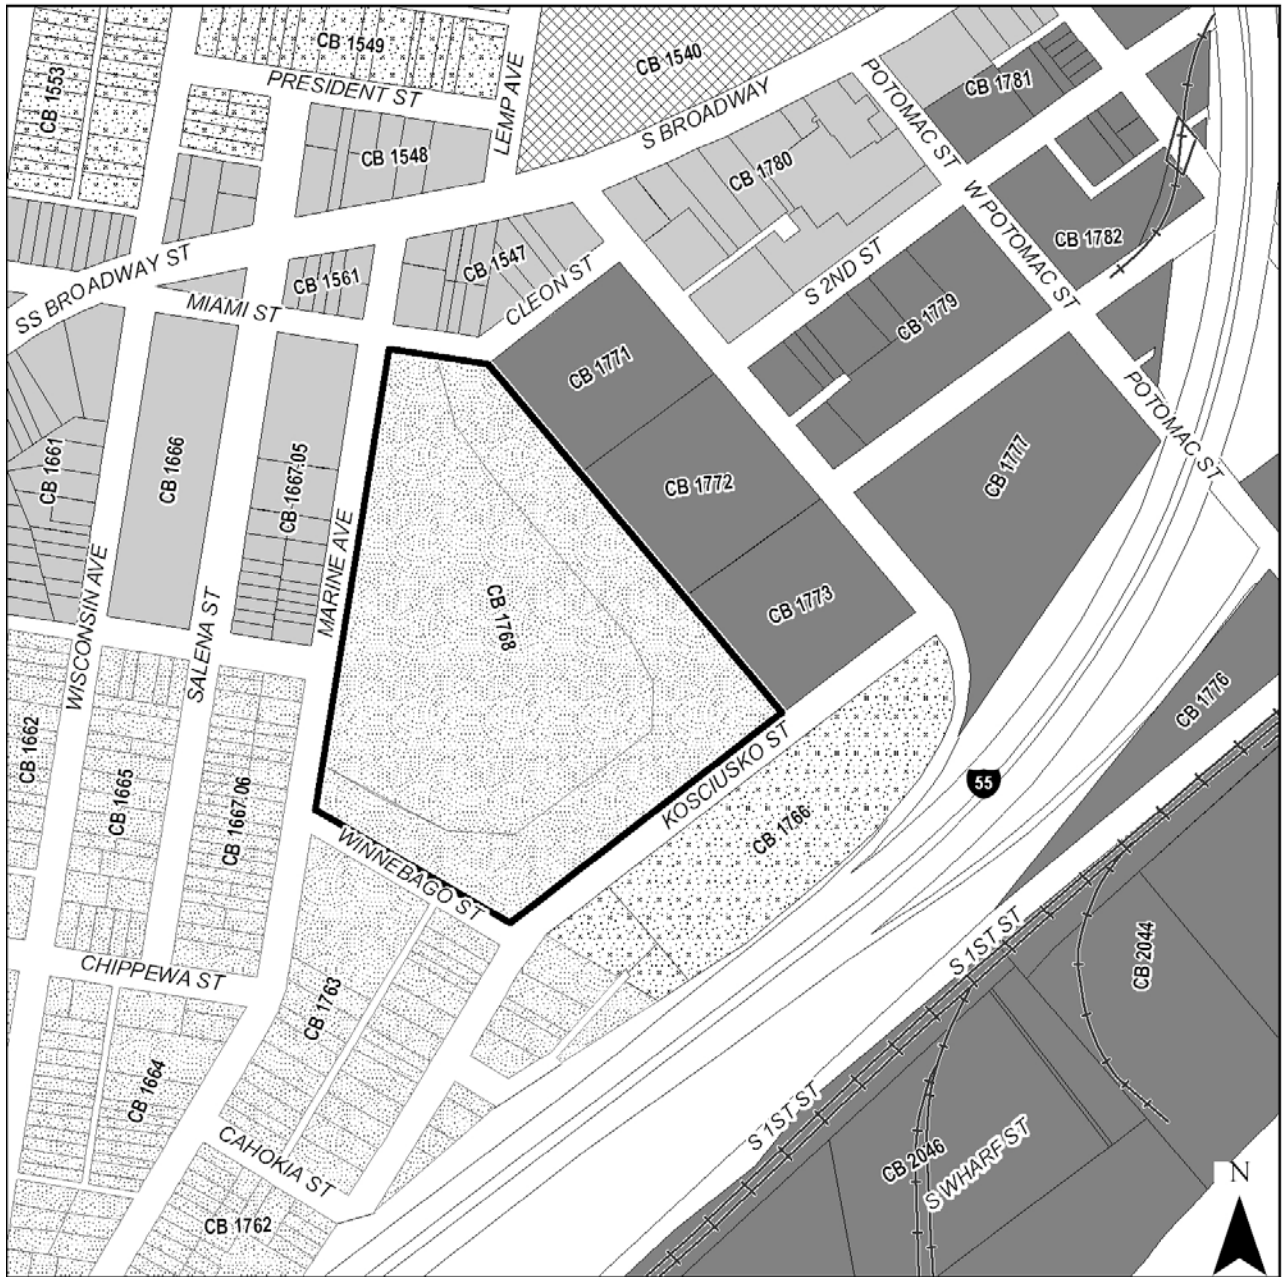 CB 1549
CB 1540
PRESIDENT ST
LEMP AVE
CB 1553
S BROADWAY
POTOMAC ST
CB 1781
CB 1548
CB 1780
W POTOMAC ST
CB 1782
SS BROADWAY ST
CB 1561
CB 1547
CLEON ST
S 2ND ST
MIAMI ST
CB 1779
CB 1771
POTOMAC ST
CB 1661
CB 1666
CB 1667.05
CB 1772
CB 1777
MARINE AVE
WISCONSIN AVE
SALENA ST
CB 1768
CB 1773
CB 1776
CB 1662
CB 1665
CB 1667.06
KOSCIUSKO ST
CB 1766
55
WINNEBAGO ST
S 1ST ST
CB 2044
CHIPPEWA ST
CB 1763
CB 1664
S 1ST ST
CAHOKIA ST
CB 2046
S WHARF ST
CB 1762
N